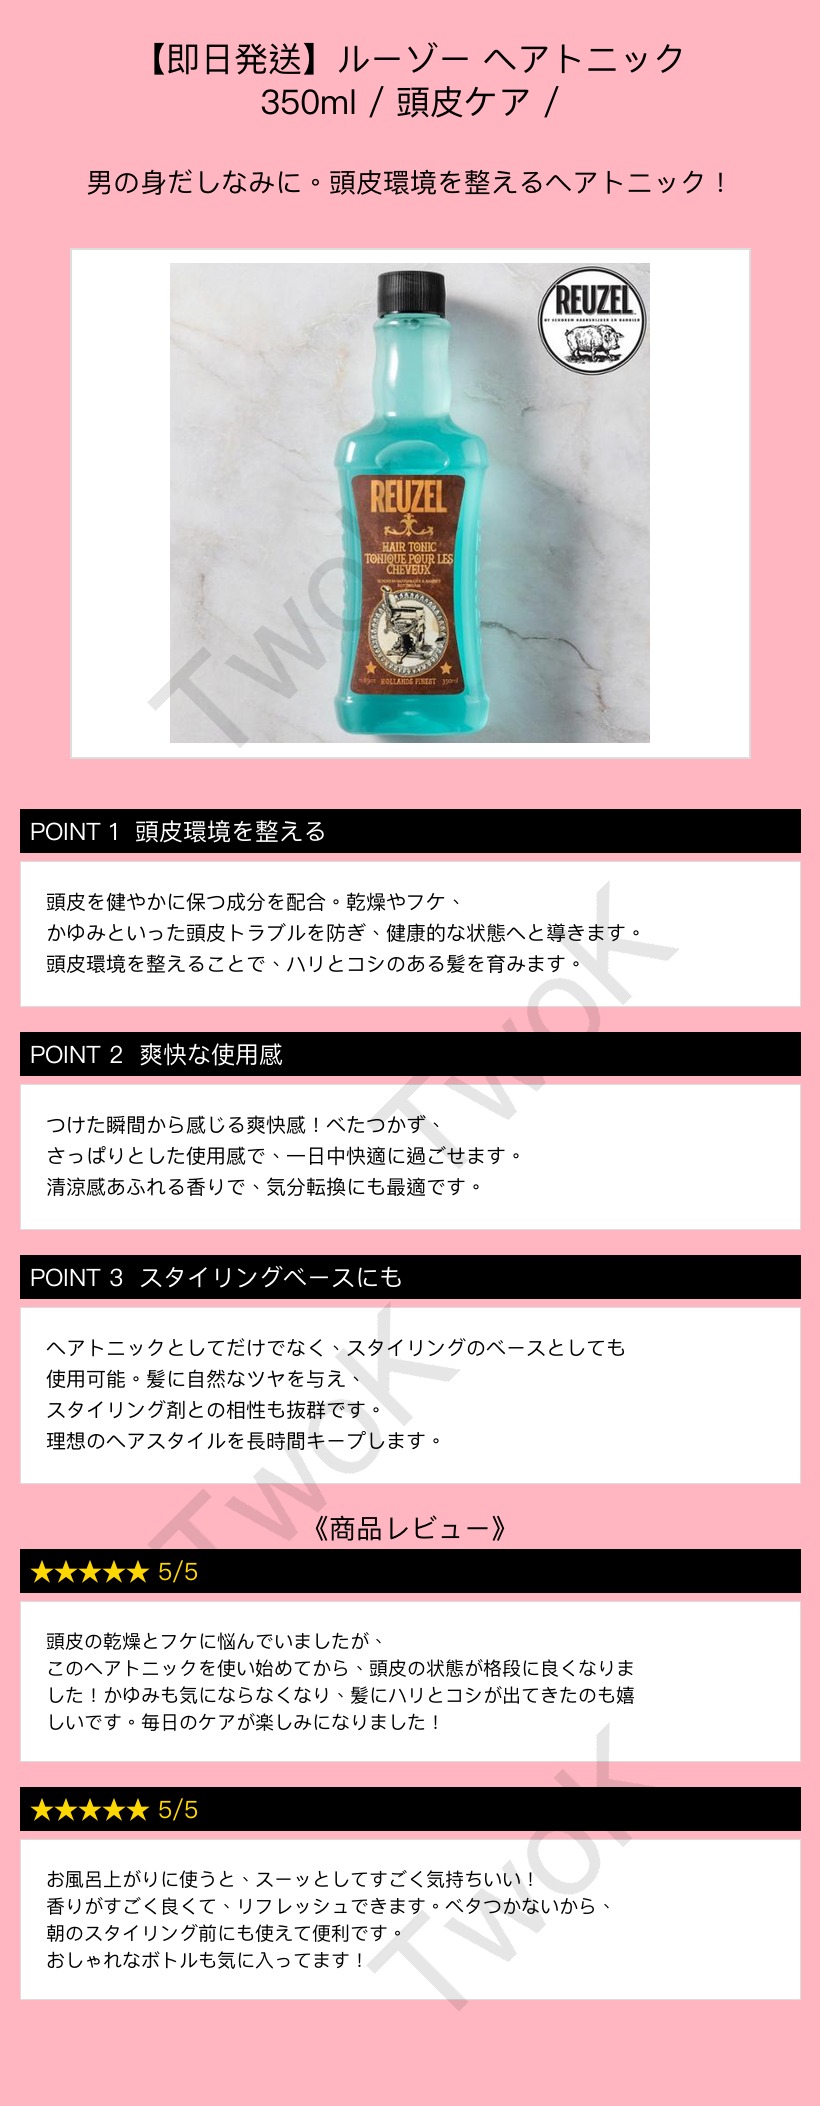 【即日発送】ルーゾー ヘアトニック
350ml / 頭皮ケア /
男の身だしなみに。頭皮環境を整えるヘアトニック！
REUZEL
REUZEL
HAIR TONIC
TONIQUE POUR LES
CHEVEUX
HOLLANDS FINEST 350ml
TwoK
POINT 1 頭皮環境を整える
頭皮を健やかに保つ成分を配合。乾燥やフケ、
かゆみといった頭皮トラブルを防ぎ、健康的な状態へと導きます。
頭皮環境を整えることで、ハリとコシのある髪を育みます。
TwoK
POINT 2 爽快な使用感
つけた瞬間から感じる爽快感！べたつかず、
さっぱりとした使用感で、一日中快適に過ごせます。
清涼感あふれる香りで、気分転換にも最適です。
POINT 3 スタイリングベースにも
ヘアトニックとしてだけでなく、スタイリングのベースとしても
使用可能。髪に自然なツヤを与え、
スタイリング剤との相性も抜群です。
理想のヘアスタイルを長時間キープします。
TwoK
《商品レビュー》
★★★★★ 5/5
頭皮の乾燥とフケに悩んでいましたが、
このヘアトニックを使い始めてから、頭皮の状態が格段に良くなりま
した！かゆみも気にならなくなり、髪にハリとコシが出てきたのも嬉
しいです。毎日のケアが楽しみになりました！
★★★★★ 5/5
お風呂上がりに使うと、スーッとしてすごく気持ちいい！
香りがすごく良くて、リフレッシュできます。ベタつかないから、
朝のスタイリング前にも使えて便利です。
おしゃれなボトルも気に入ってます！
TwoK